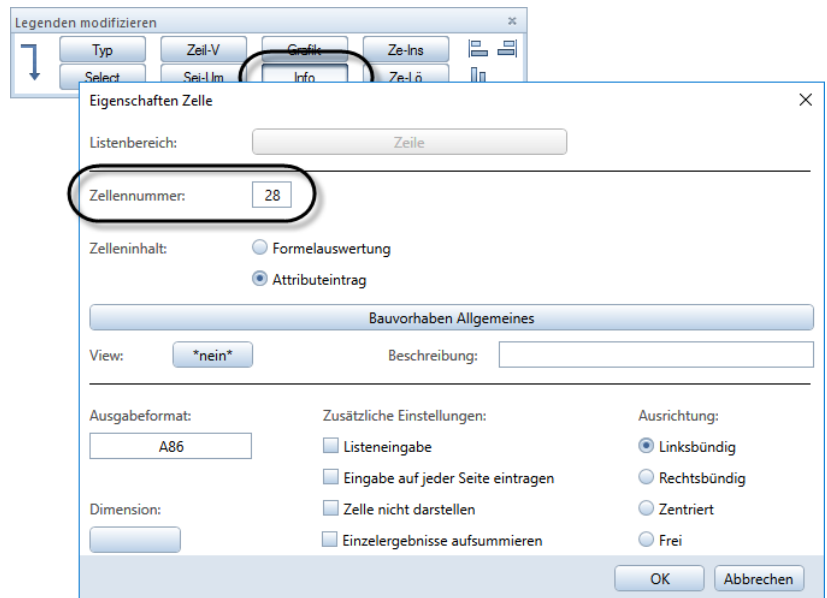 Legenden modifizieren
Typ Zeil-V Grafik Ze-Ins
Select Sei-Um Info Ze-Lö
Eigenschaften Zelle
Listenbereich: Zeile
Zellennummer: 28
Zelleninhalt: Formelauswertung
Attributeintrag
Bauvorhaben Allgemeines
View: *nein* Beschreibung:
Ausgabeformat: Zusätzliche Einstellungen: Ausrichtung:
A86 Listeneingabe Linksbündig
Eingabe auf jeder Seite eintragen Rechtsbündig
Dimension: Zelle nicht darstellen Zentriert
Einzelergebnisse aufsummieren Frei
OK Abbrechen